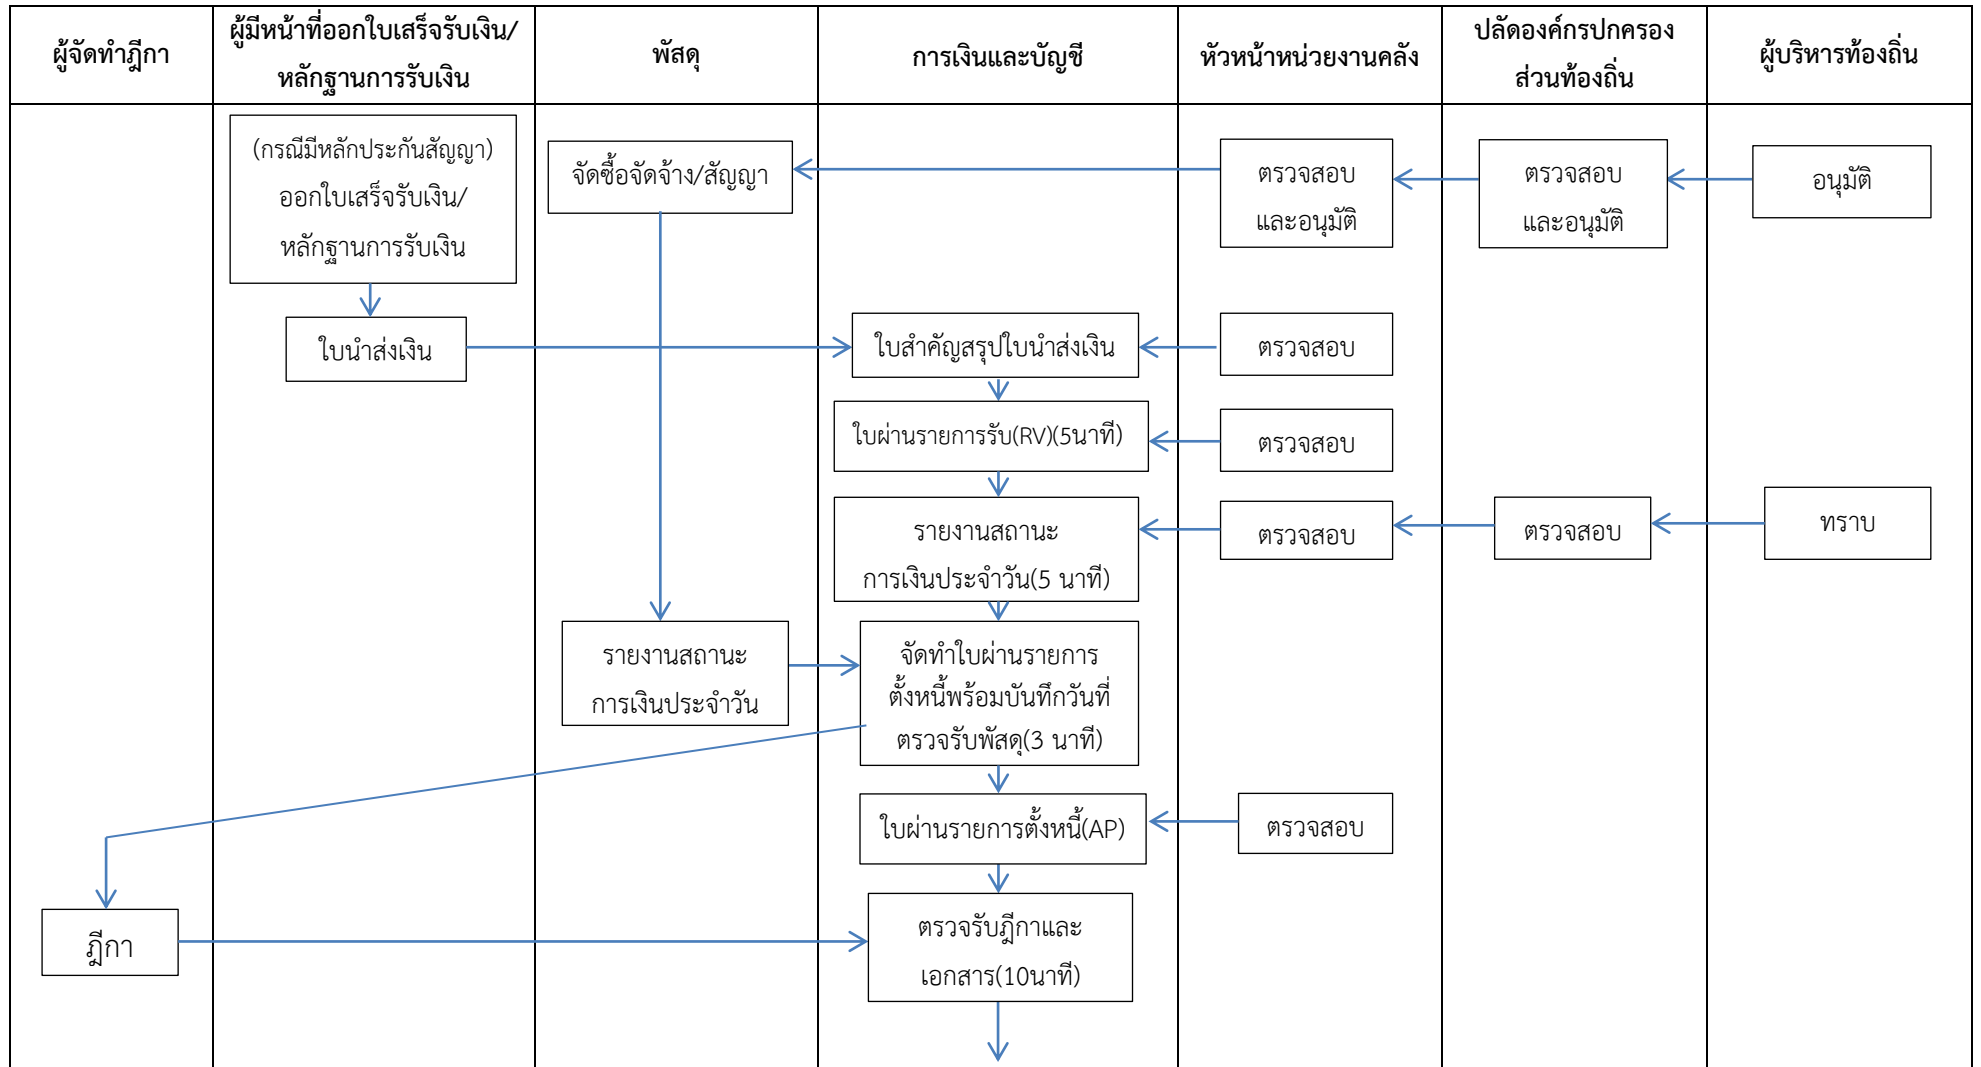 ผู้จัดทำฎีกา
ผู้มีหน้าที่ออกใบเสร็จรับเงิน/
หลักฐานการรับเงิน
พัสดุ
การเงินและบัญชี
หัวหน้าหน่วยงานคลัง
ปลัดองค์กรปกครอง
ส่วนท้องถิ่น
ผู้บริหารท้องถิ่น
(กรณีมีหลักประกันสัญญา)
ออกใบเสร็จรับเงิน/
หลักฐานการรับเงิน
จัดซื้อจัดจ้าง/สัญญา
ตรวจสอบ
และอนุมัติ
ตรวจสอบ
และอนุมัติ
อนุมัติ
ใบนำส่งเงิน
ใบสำคัญสรุปใบนำส่งเงิน
ตรวจสอบ
ใบผ่านรายการรับ(RV)(5นาที)
ตรวจสอบ
รายงานสถานะ
การเงินประจำวัน(5 นาที)
ตรวจสอบ
ตรวจสอบ
ทราบ
รายงานสถานะ
การเงินประจำวัน
จัดทำใบผ่านรายการ
ตั้งหนี้พร้อมบันทึกวันที่
ตรวจรับพัสดุ(3 นาที)
ใบผ่านรายการตั้งหนี้(AP)
ตรวจสอบ
ฎีกา
ตรวจรับฎีกาและ
เอกสาร(10นาที)